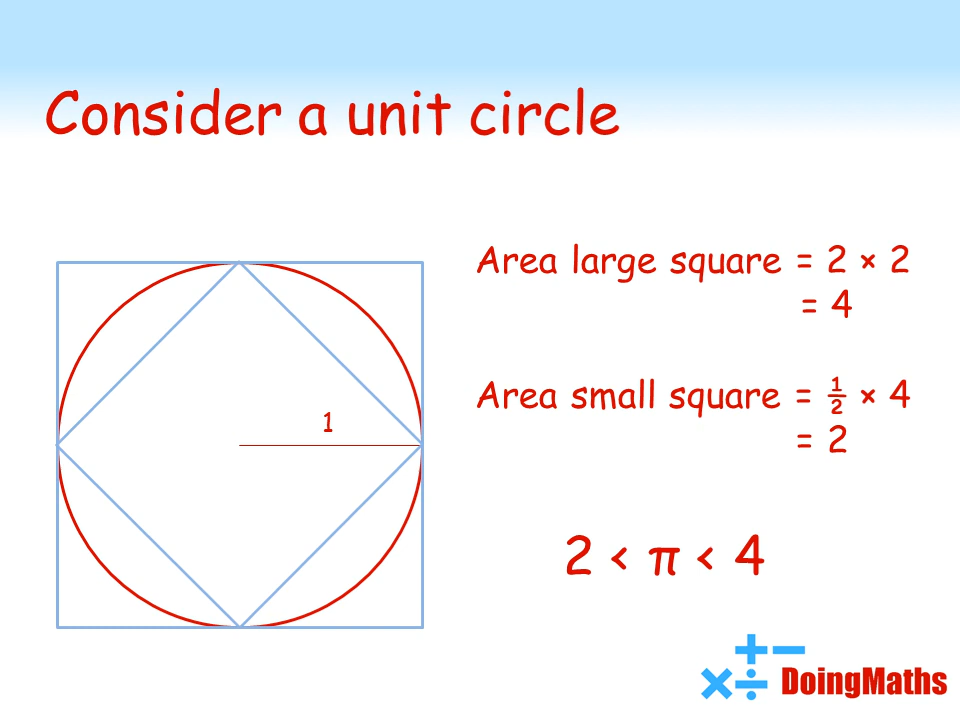 Consider a unit circle
Area large square = 2 × 2
= 4
Area small square = ½ × 4
= 2
1
2 < π < 4
DoingMaths